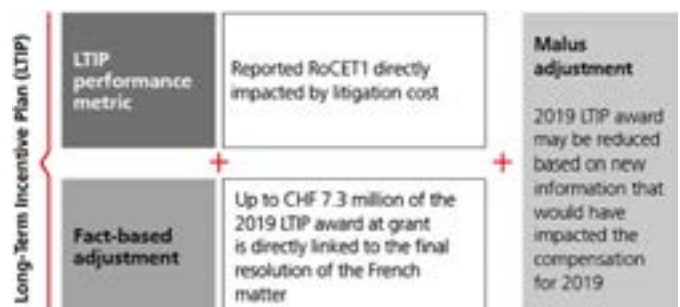 Long-Term Incentive Plan (LTIP)
LTIP
performance
metric
Reported RoCET1 directly
impacted by litigation cost
+
Fact-based
adjustment
Up to CHF 7.3 million of the
2019 LTIP award at grant
is directly linked to the final
resolution of the French
matter
+
Malus
adjustment
2019 LTIP award
may be reduced
based on new
information that
would have
impacted the
compensation
for 2019